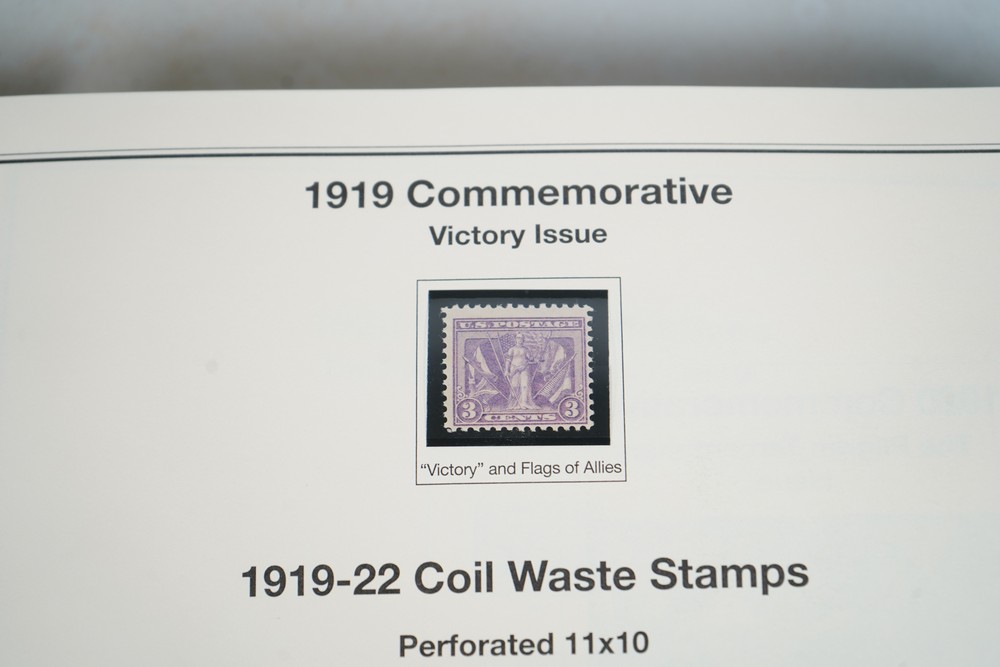 1919 Commemorative
Victory Issue
U.S. POSTAGE
3 CENTS 3
“Victory” and Flags of Allies
1919-22 Coil Waste Stamps
Perforated 11x10